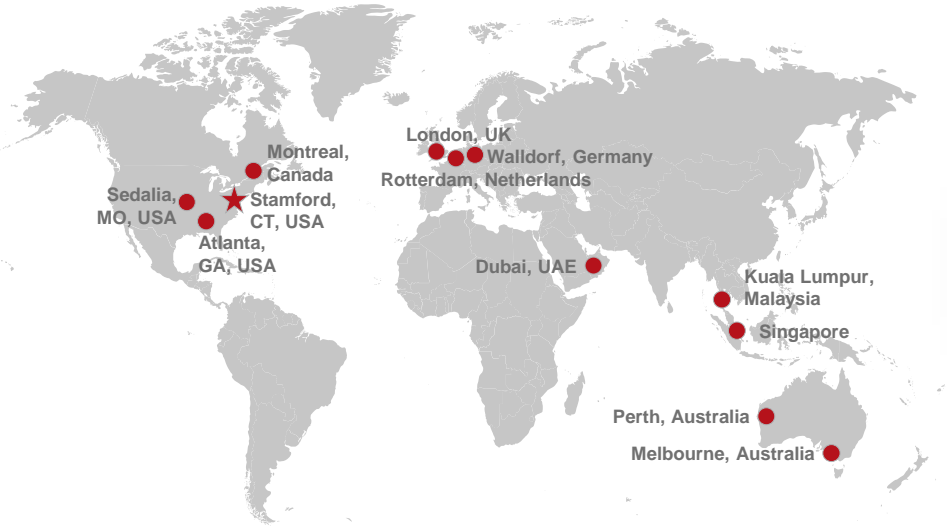 London, UK
Montreal,
Canada
Walldorf, Germany
Rotterdam, Netherlands
Sedalia,
MO, USA
Stamford,
CT, USA
Atlanta,
GA, USA
Dubai, UAE
Kuala Lumpur,
Malaysia
Singapore
Perth, Australia
Melbourne, Australia